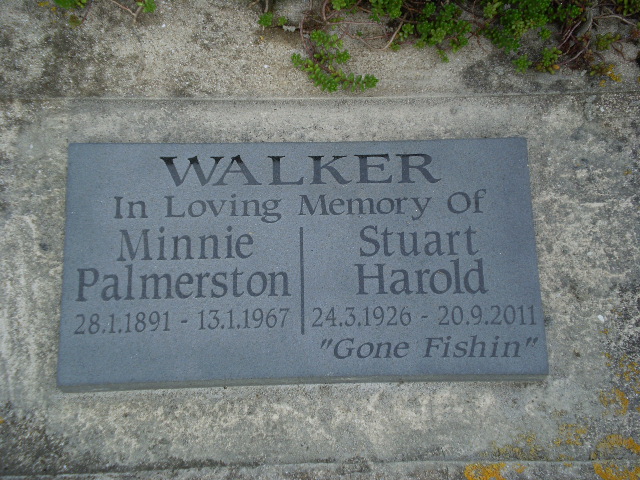 WALKER
In Loving Memory Of
Minnie
Palmerston
28.1.1891 - 13.1.1967
Stuart
Harold
24.3.1926 - 20.9.2011
"Gone Fishin"